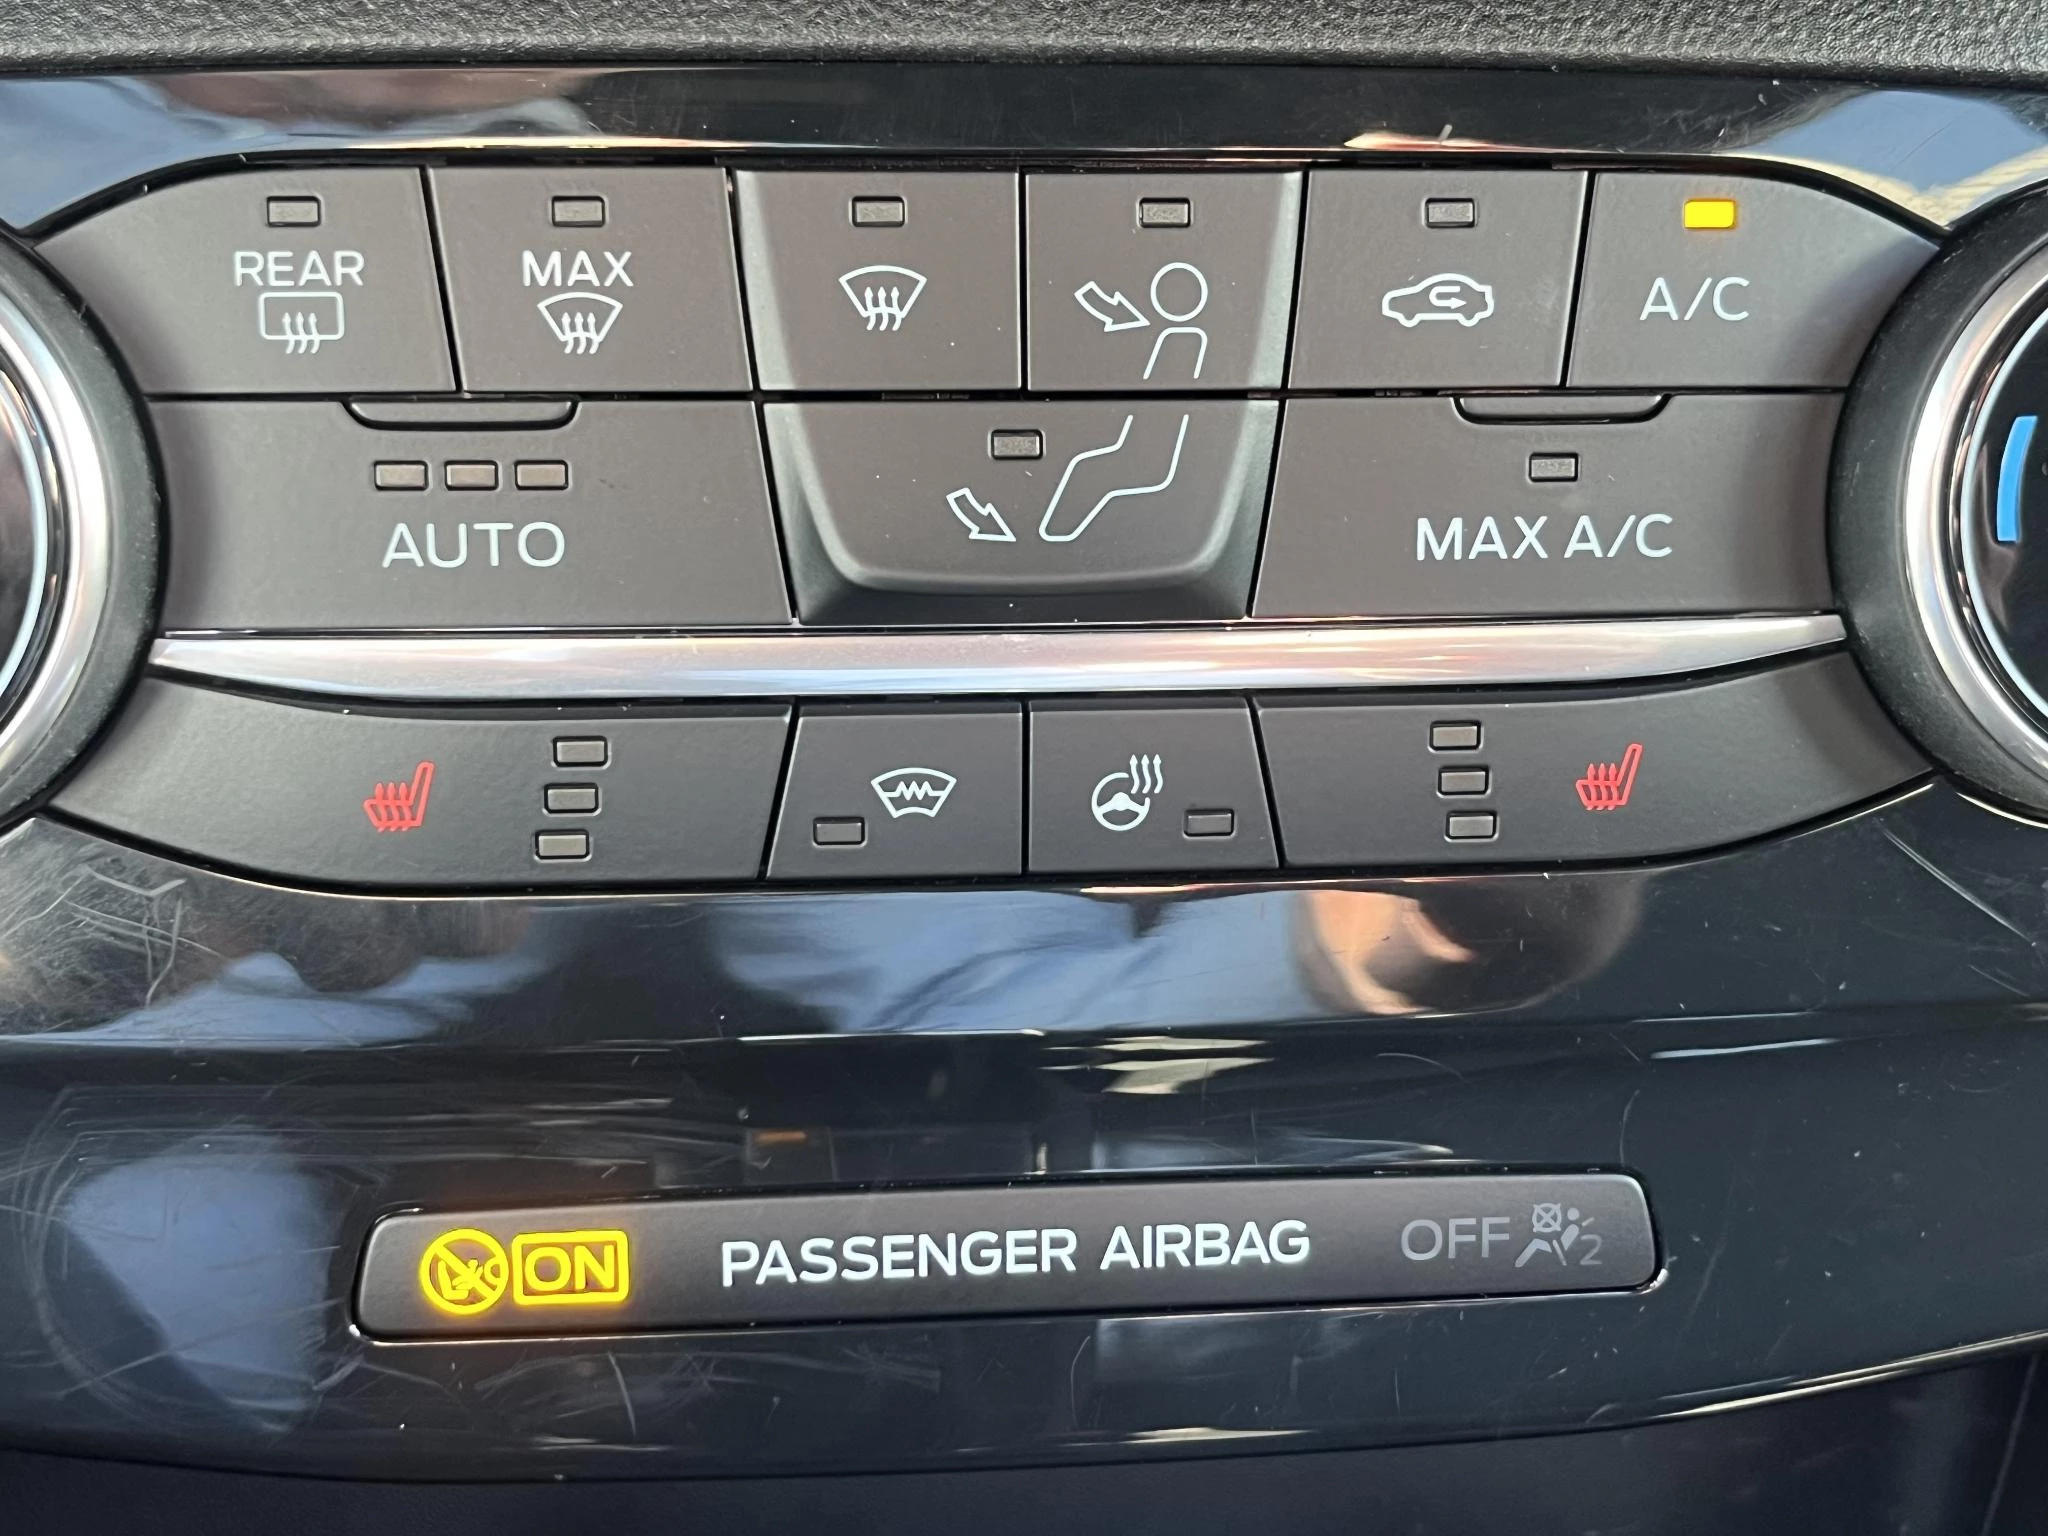 REAR
MAX
A/C
AUTO
MAX A/C
ON PASSENGER AIRBAG OFF 2